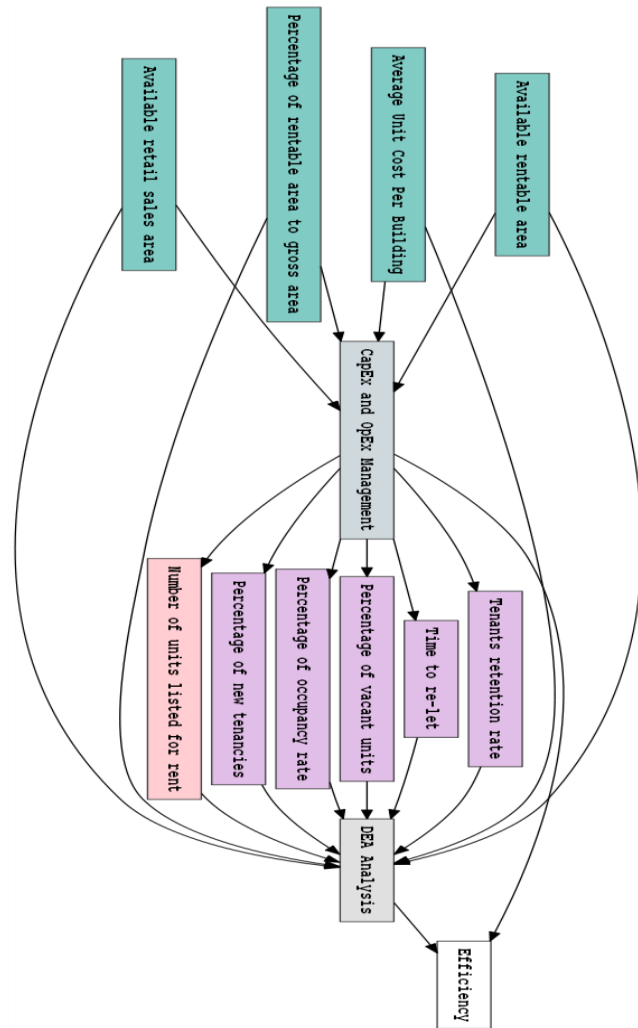 Available rentable area
Average Unit Cost Per Building
Percentage of rentable area to gross area
Available retail sales area
CapEx and OpEx Management
Tenants retention rate
Time to re-let
Percentage of vacant units
Percentage of occupancy rate
Percentage of new tenancies
Number of units listed for rent
DEA Analysis
Efficiency